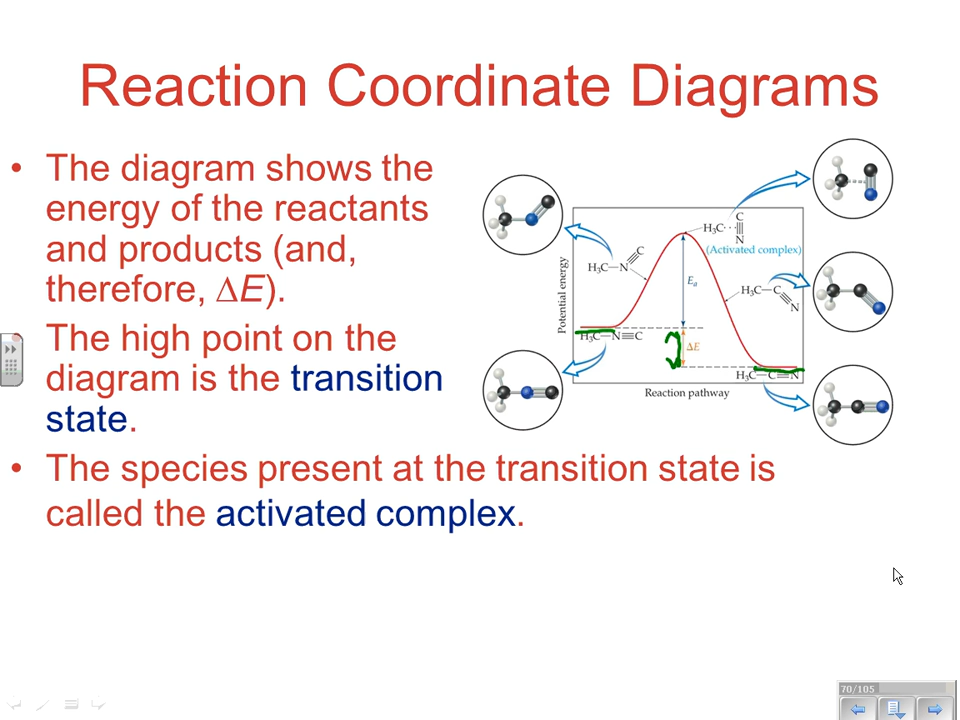 Reaction Coordinate Diagrams
• The diagram shows the
energy of the reactants
and products (and,
therefore, ∆E).
• The high point on the
diagram is the transition
state.
• The species present at the transition state is
called the activated complex.
Potential energy
H₃C—N≡C
H₃C···C≡N
(Activated complex)
Eₐ
H₃C—C≡N
H₃C—N≡C
ΔE
H₃C—C≡N
Reaction pathway
70/105